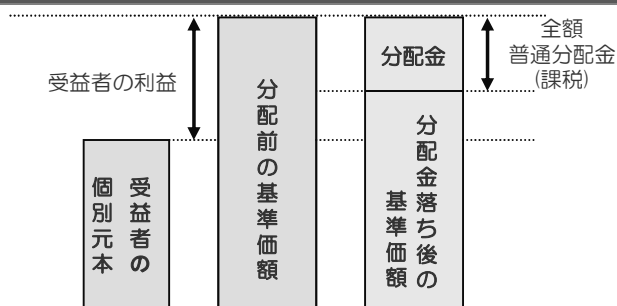 全額
普通分配金
(課税)
受益者の利益
分配金
分配前の基準価額
分配金落ち後の
基準価額
受益者の
個別元本